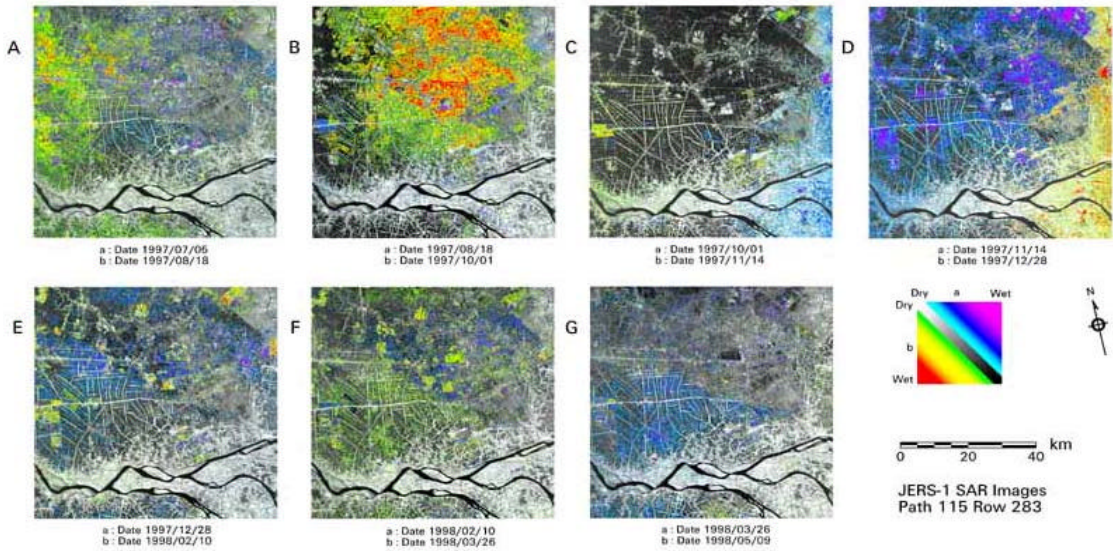 A
B
C
D
a : Date 1997/07/06
b : Date 1997/08/18
a : Date 1997/08/18
b : Date 1997/10/01
a : Date 1997/10/01
b : Date 1997/11/14
a : Date 1997/11/14
b : Date 1997/12/28
E
F
G
a : Date 1997/12/28
b : Date 1998/02/10
a : Date 1998/02/10
b : Date 1998/03/26
a : Date 1998/03/26
b : Date 1998/05/09
Dry a Wet
Dry
b
Wet
N
km
0 20 40
JERS-1 SAR Images
Path 115 Row 283